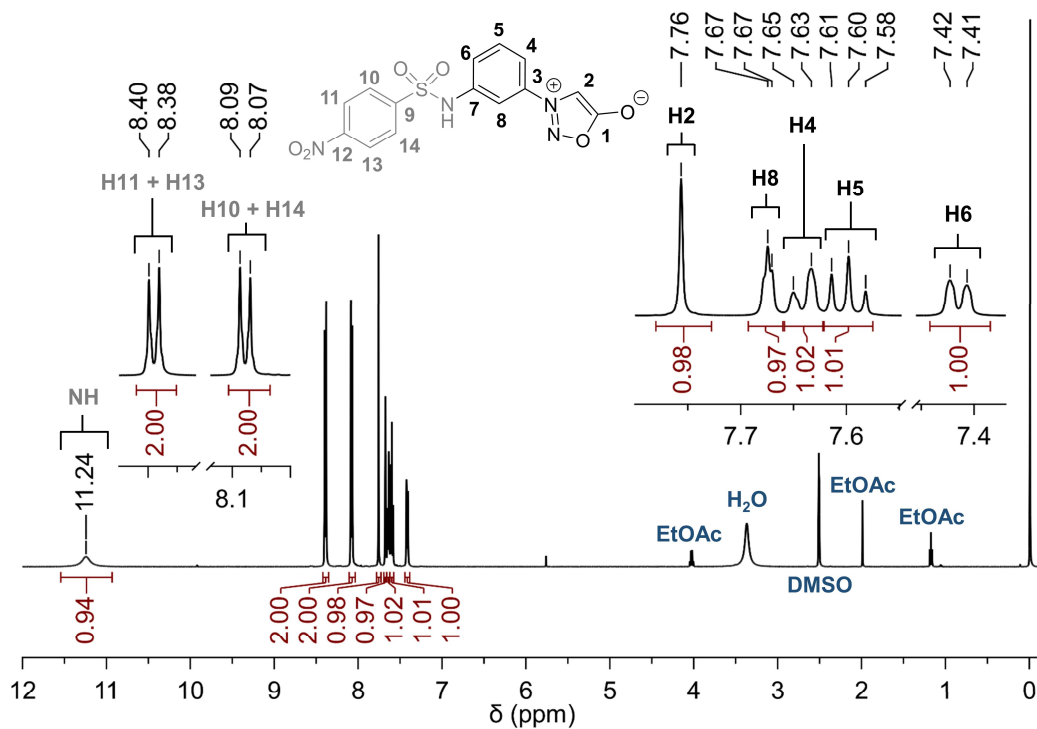 7.76 7.67 7.67 7.65 7.63 7.61 7.60 7.58 7.42 7.41
8.40 8.38 8.09 8.07
5
6 4
10 O O 3 2
11 S N ⊕
9 N H 7 8 O ⊖
O₂N 12 14 N O 1
13
H11 + H13
H10 + H14
H2
H4
H8
H5
H6
0.98 0.97 1.02 1.01 1.00
7.7 7.6 7.4
NH
11.24
2.00 2.00
8.1
EtOAc
H₂O
DMSO
EtOAc
EtOAc
0.94
2.00 2.00 0.98 0.97 1.02 1.01 1.00
12 11 10 9 8 7 6 5 4 3 2 1 0
δ (ppm)